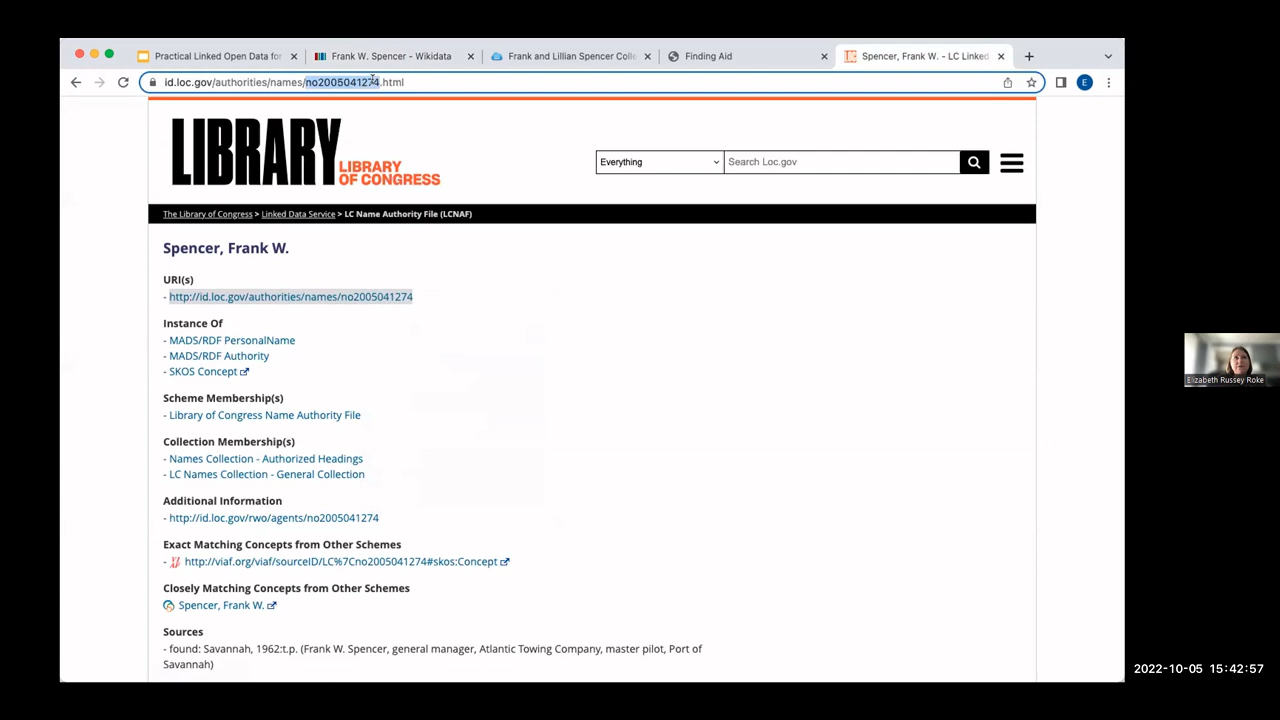 Practical Linked Open Data for
Frank W. Spencer - Wikidata
Frank and Lillian Spencer Colle
Finding Aid
Spencer, Frank W. - LC Linked
id.loc.gov/authorities/names/no2005041274.html
E
LIBRARY
LIBRARY
OF CONGRESS
Everything
Search Loc.gov
The Library of Congress > Linked Data Service > LC Name Authority File (LCNAF)
Spencer, Frank W.
URI(s)
- http://id.loc.gov/authorities/names/no2005041274
Instance Of
- MADS/RDF PersonalName
- MADS/RDF Authority
- SKOS Concept
Scheme Membership(s)
- Library of Congress Name Authority File
Collection Membership(s)
- Names Collection - Authorized Headings
- LC Names Collection - General Collection
Additional Information
- http://id.loc.gov/rwo/agents/no2005041274
Exact Matching Concepts from Other Schemes
- http://viaf.org/viaf/sourceID/LC%7Cno2005041274#skos:Concept
Closely Matching Concepts from Other Schemes
Spencer, Frank W.
Sources
- found: Savannah, 1962:t.p. (Frank W. Spencer, general manager, Atlantic Towing Company, master pilot, Port of
Savannah)
Elizabeth Russey Roke
2022-10-05 15:42:57